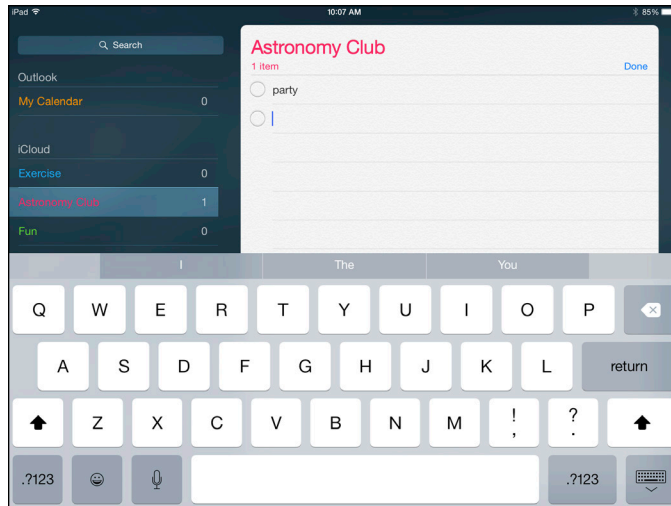 iPad 10:07 AM 85%
Search
Outlook
My Calendar 0
iCloud
Exercise 0
Astronomy Club 1
Fun 0
Astronomy Club
1 item Done
party
I The You
Q W E R T Y U I O P
A S D F G H J K L return
Z X C V B N M ! , ? .
.?123 .?123